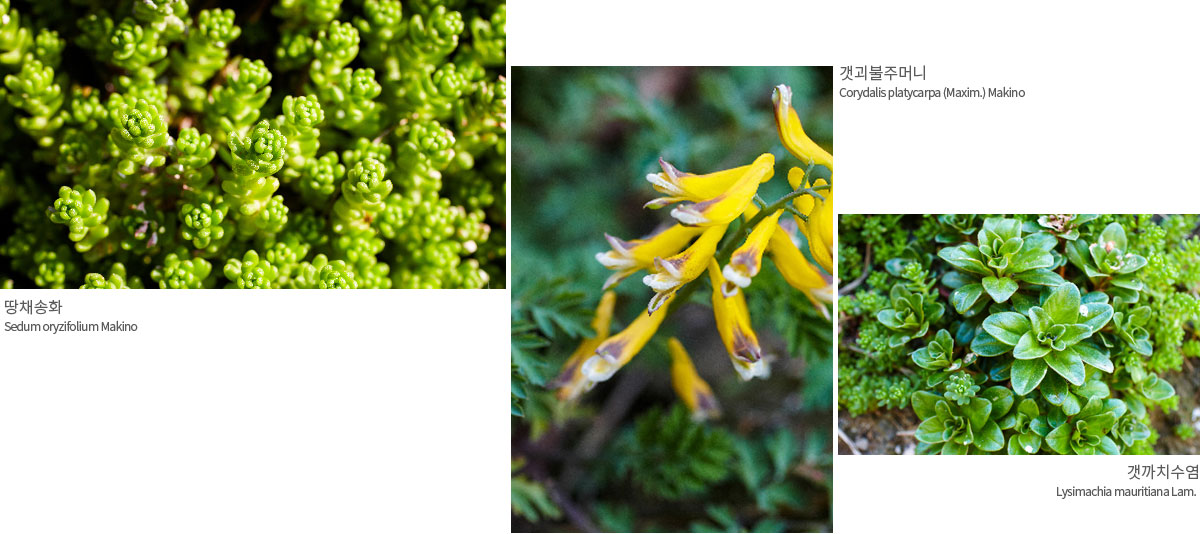 땅채송화
Sedum oryzifolium Makino
갯괴불주머니
Corydalis platycarpa (Maxim.) Makino
갯까치수염
Lysimachia mauritiana Lam.